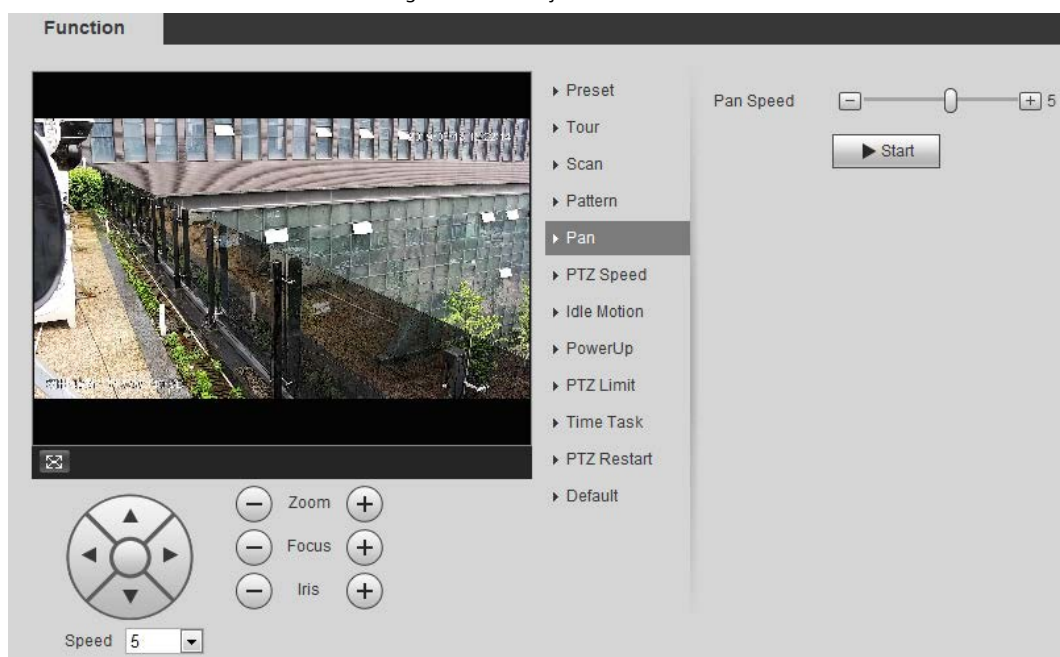 Function
Preset
Tour
Scan
Pattern
Pan
PTZ Speed
Idle Motion
PowerUp
PTZ Limit
Time Task
PTZ Restart
Default
Pan Speed
5
Start
Zoom
Focus
Iris
Speed 5